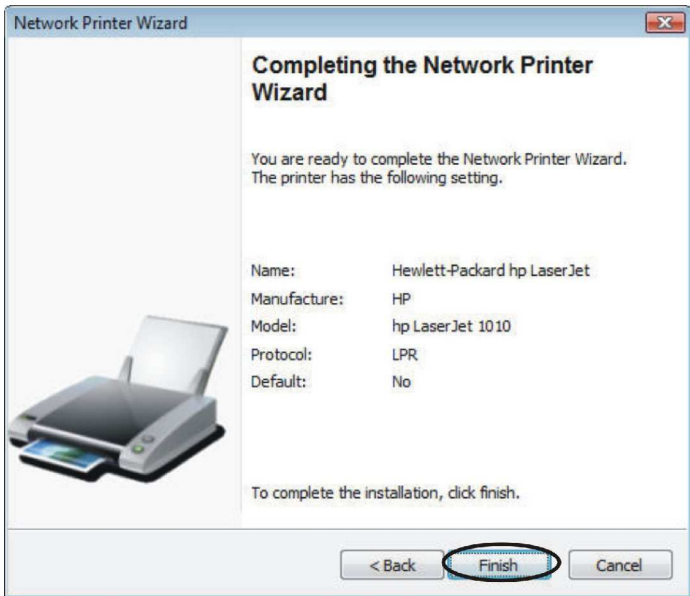 Network Printer Wizard
Completing the Network Printer
Wizard
You are ready to complete the Network Printer Wizard.
The printer has the following setting.
Name: Hewlett-Packard hp LaserJet
Manufacture: HP
Model: hp LaserJet 1010
Protocol: LPR
Default: No
To complete the installation, click finish.
< Back Finish Cancel